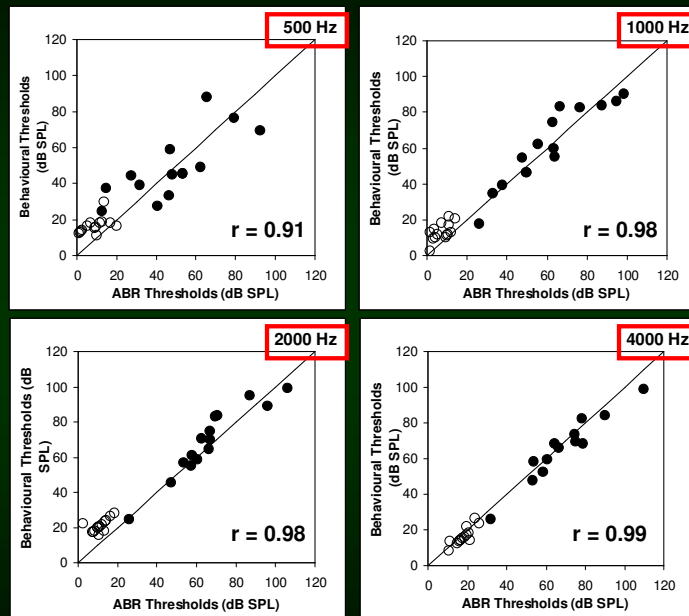 500 Hz
120
100
80
60
40
20
0
Behavioural Thresholds
(dB SPL)
r = 0.91
0 20 40 60 80 100 120
ABR Thresholds (dB SPL)
1000 Hz
120
100
80
60
40
20
0
Behavioural Thresholds
(dB SPL)
r = 0.98
0 20 40 60 80 100 120
ABR Thresholds (dB SPL)
2000 Hz
120
100
80
60
40
20
0
Behavioural Thresholds (dB
SPL)
r = 0.98
0 20 40 60 80 100 120
ABR Thresholds (dB SPL)
4000 Hz
120
100
80
60
40
20
0
Behavioural Thresholds
(dB SPL)
r = 0.99
0 20 40 60 80 100 120
ABR Thresholds (dB SPL)